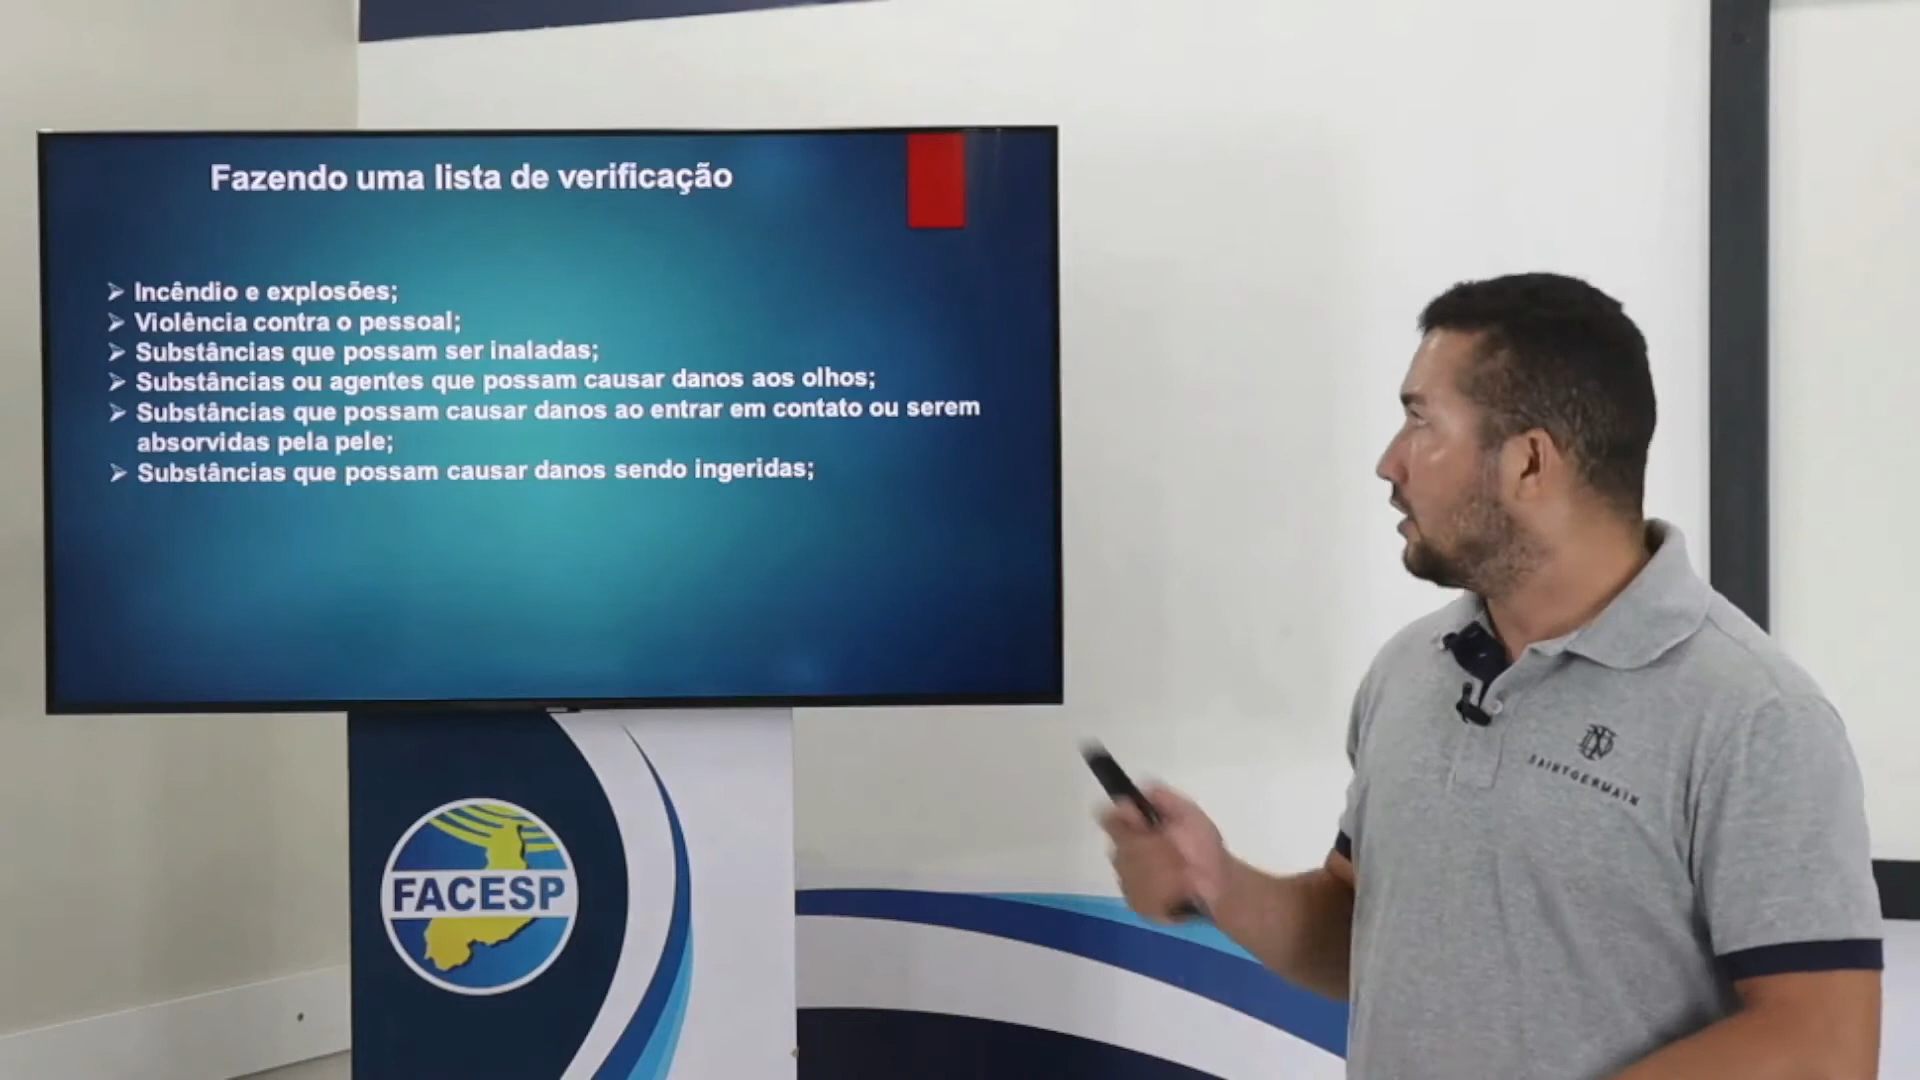 Fazendo uma lista de verificação
➢ Incêndio e explosões;
➢ Violência contra o pessoal;
➢ Substâncias que possam ser inaladas;
➢ Substâncias ou agentes que possam causar danos aos olhos;
➢ Substâncias que possam causar danos ao entrar em contato ou serem
absorvidas pela pele;
➢ Substâncias que possam causar danos sendo ingeridas;
SAINTGERMAIN
FACESP